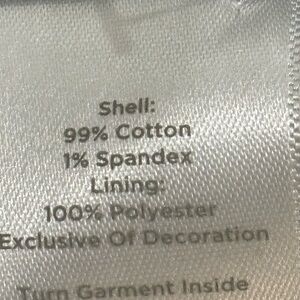 Shell:
99% Cotton
1% Spandex
Lining:
100% Polyester
Exclusive Of Decoration
Turn Garment Inside